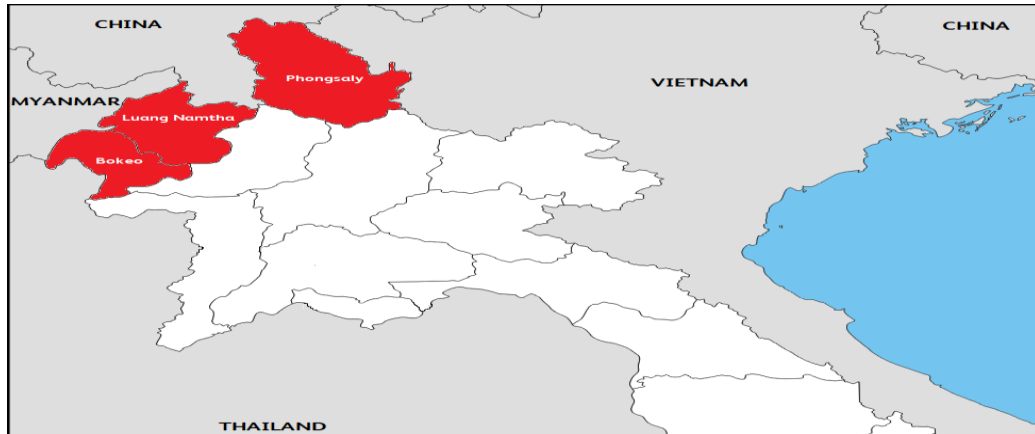 CHINA
CHINA
Phongsaly
VIETNAM
MYANMAR
Luang Namtha
Bokeo
THAILAND